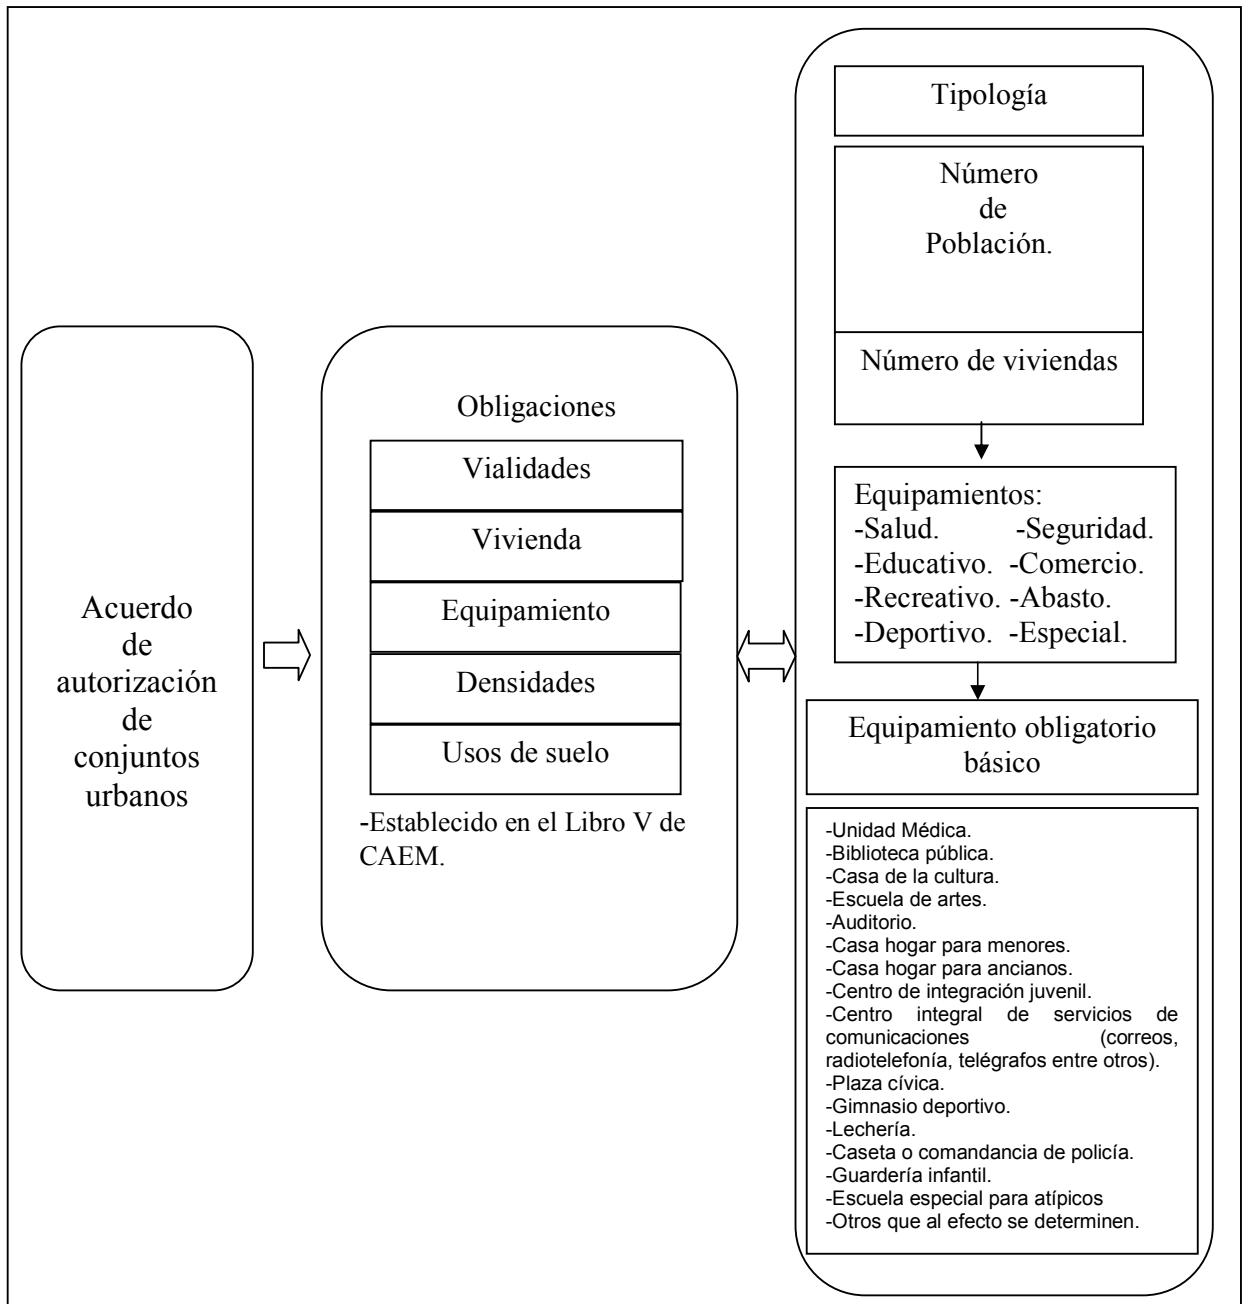 Acuerdo
de
autorización
de
conjuntos
urbanos
Obligaciones
Vialidades
Vivienda
Equipamiento
Densidades
Usos de suelo
-Establecido en el Libro V de
CAEM.
Tipología
Número
de
Población.
Número de viviendas
Equipamientos:
-Salud. -Seguridad.
-Educativo. -Comercio.
-Recreativo. -Abasto.
-Deportivo. -Especial.
Equipamiento obligatorio
básico
-Unidad Médica.
-Biblioteca pública.
-Casa de la cultura.
-Escuela de artes.
-Auditorio.
-Casa hogar para menores.
-Casa hogar para ancianos.
-Centro de integración juvenil.
-Centro integral de servicios de
comunicaciones (correos,
radiotelefonía, telégrafos entre otros).
-Plaza cívica.
-Gimnasio deportivo.
-Lechería.
-Caseta o comandancia de policía.
-Guardería infantil.
-Escuela especial para atípicos
-Otros que al efecto se determinen.